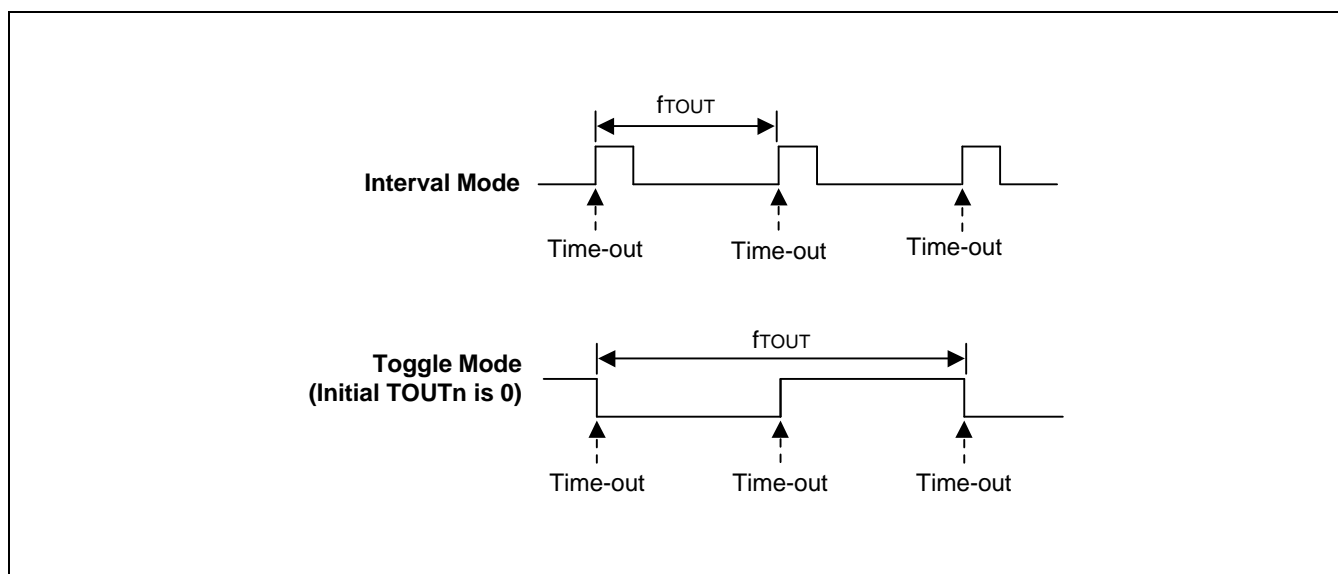 fTOUT
Interval Mode
Time-out Time-out Time-out
fTOUT
Toggle Mode
(Initial TOUTn is 0)
Time-out Time-out Time-out